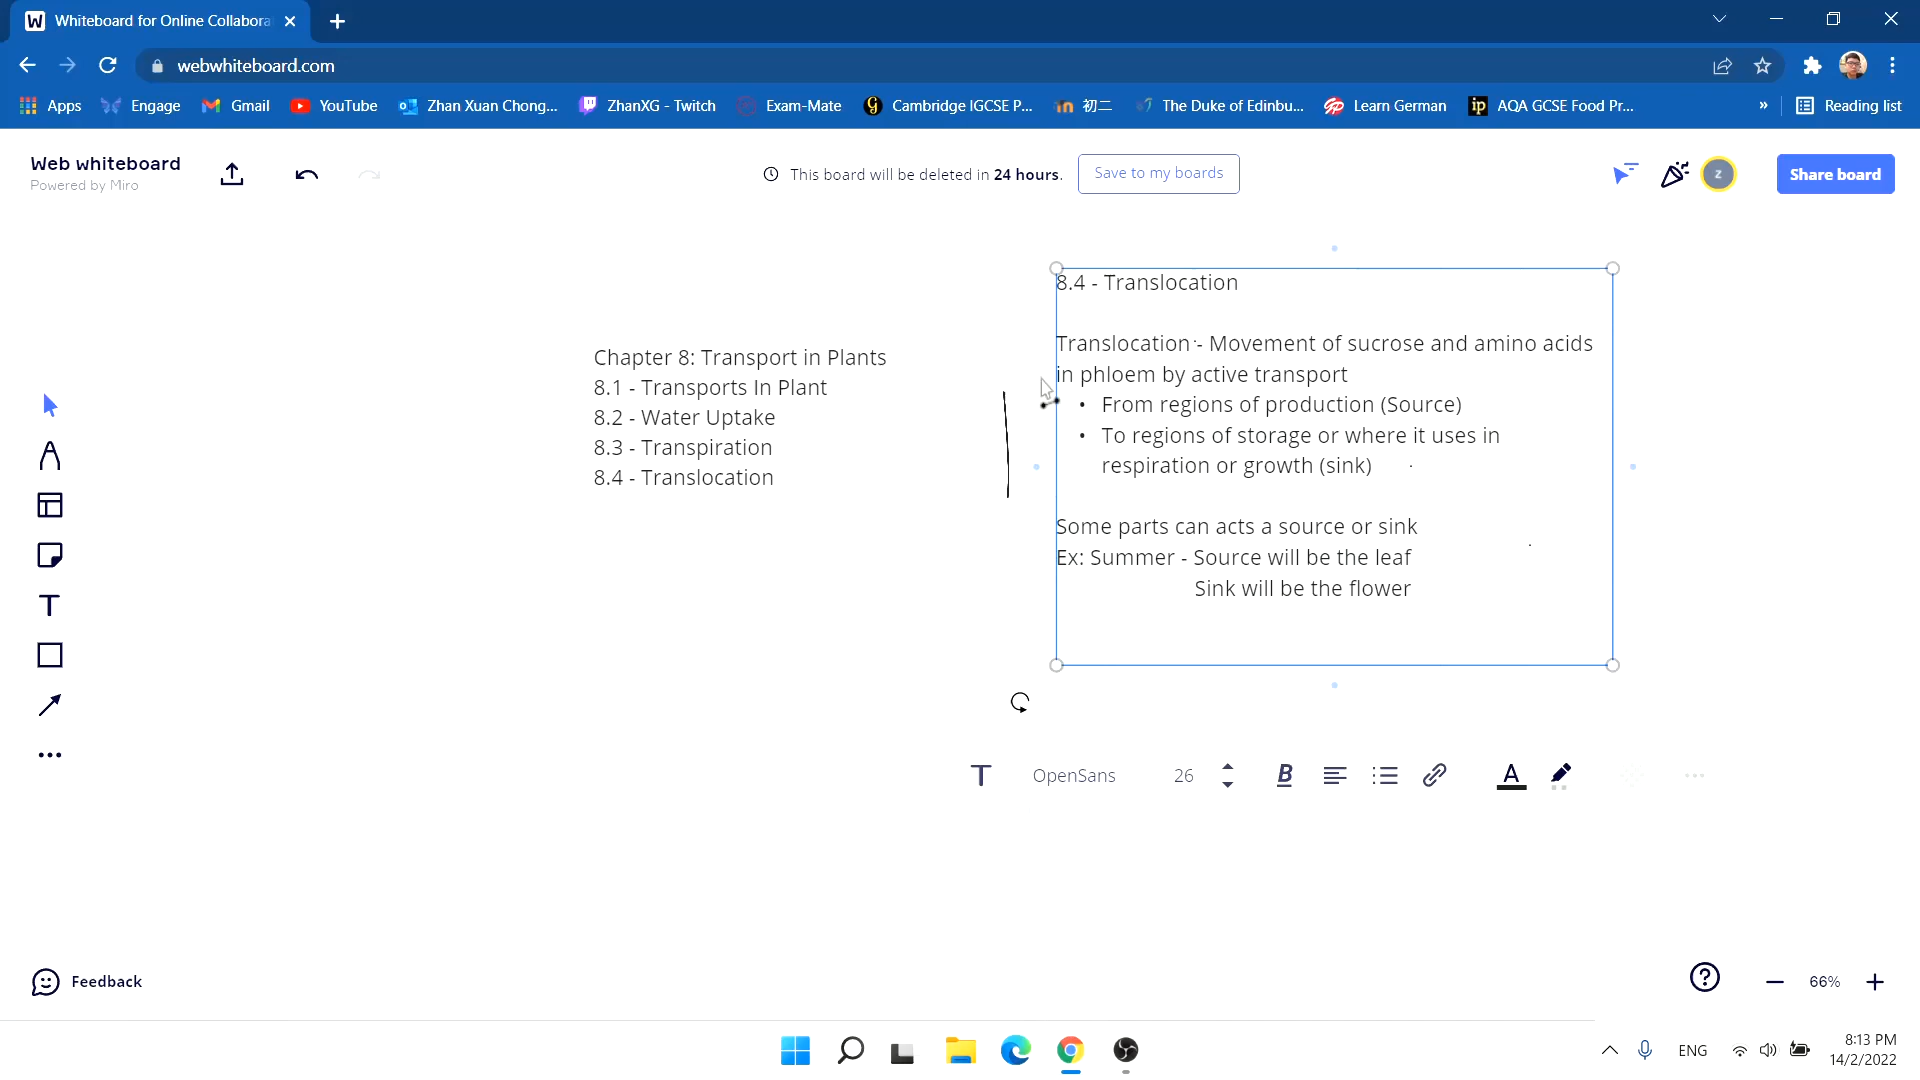 Whiteboard for Online Collabora
webwhiteboard.com
Apps
Engage
Gmail
YouTube
Zhan Xuan Chong...
ZhanXG - Twitch
Exam-Mate
Cambridge IGCSE P...
初二
The Duke of Edinbu...
Learn German
AQA GCSE Food Pr...
»
Reading list
Web whiteboard
Powered by Miro
This board will be deleted in 24 hours.
Save to my boards
Z
Share board
Chapter 8: Transport in Plants
8.1 - Transports In Plant
8.2 - Water Uptake
8.3 - Transpiration
8.4 - Translocation
8.4 - Translocation
Translocation - Movement of sucrose and amino acids
in phloem by active transport
• From regions of production (Source)
• To regions of storage or where it uses in
respiration or growth (sink)
Some parts can acts a source or sink
Ex: Summer - Source will be the leaf
Sink will be the flower
OpenSans
26
Feedback
66%
ENG
8:13 PM
14/2/2022